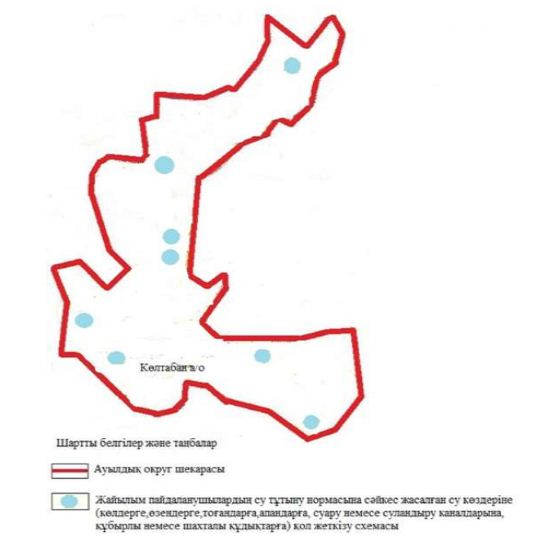 Көлтабан а/о
Шартты белгілер және таңбалар
Ауылдық округ шекарасы
Жайылым пайдаланушылардың су тұтыну нормасына сәйкес жасалған су көздеріне
(көлдерге,өзендерге,тоғандарға,апандарға, суару немесе суландыру каналдарына,
құбырлы немесе шахталы құдықтарға) қол жеткізу схемасы